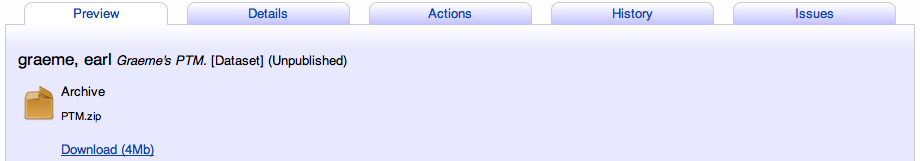 Preview Details Actions History Issues
graeme, earl Graeme's PTM. [Dataset] (Unpublished)
Archive
PTM.zip
Download (4Mb)